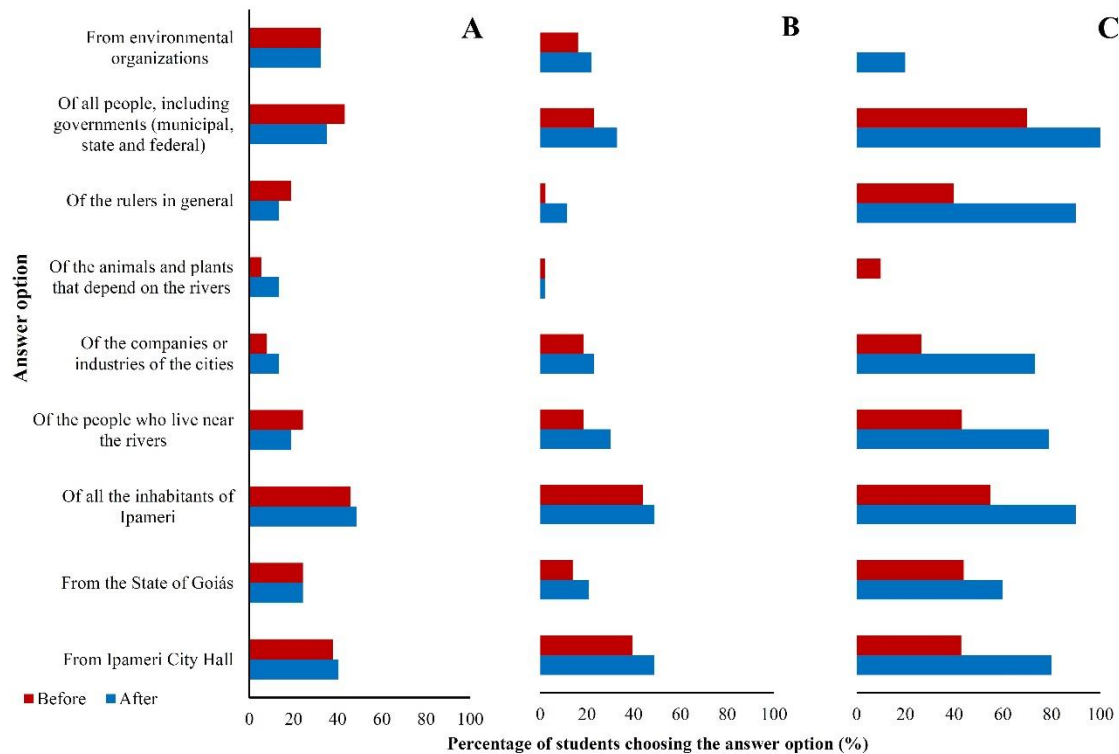 A
B
C
From environmental
organizations
Of all people, including
governments (municipal,
state and federal)
Of the rulers in general
Of the animals and plants
that depend on the rivers
Of the companies or
industries of the cities
Of the people who live near
the rivers
Of all the inhabitants of
Ipameri
From the State of Goiás
From Ipameri City Hall
Answer option
Before After
0 20 40 60 80 100
0 20 40 60 80 100
0 20 40 60 80 100
Percentage of students choosing the answer option (%)